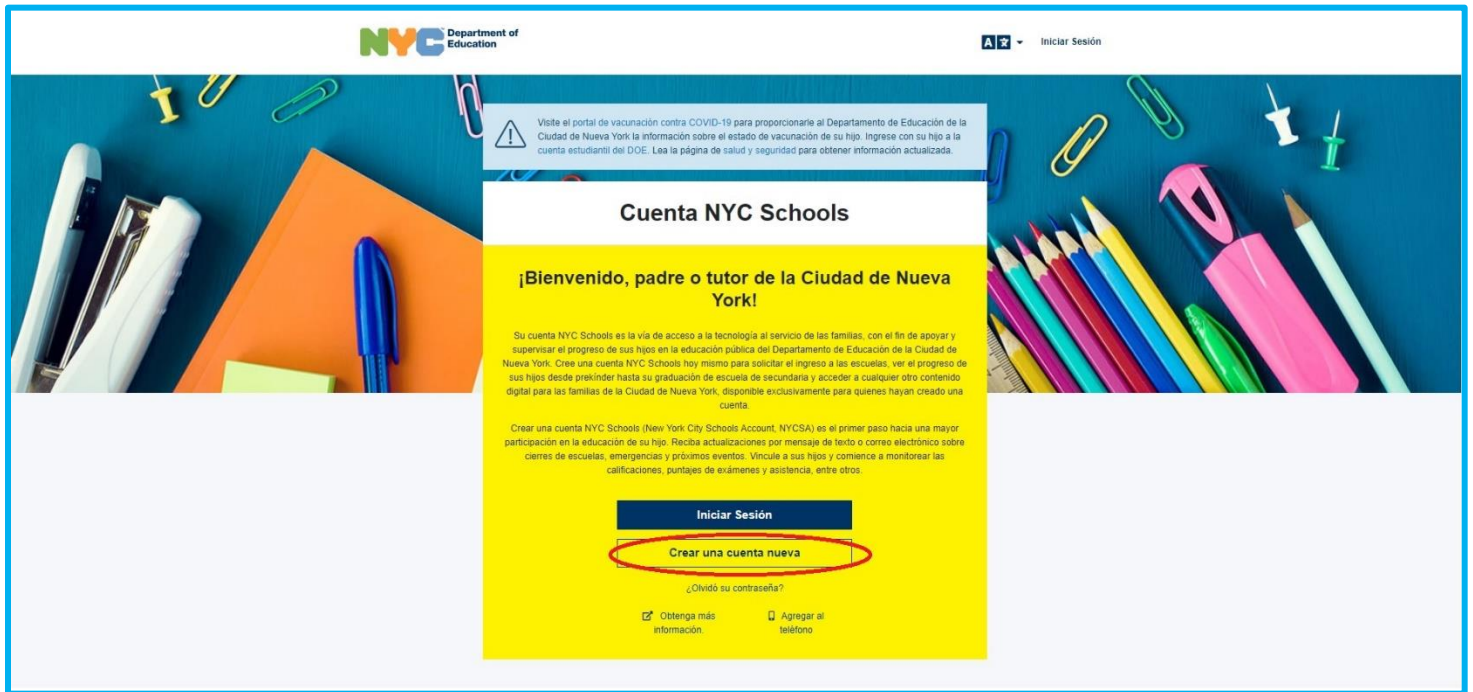 NYC Department of
Education
A Iniciar Sesión
Visite el portal de vacunación contra COVID-19 para proporcionarle al Departamento de Educación de la
Ciudad de Nueva York la información sobre el estado de vacunación de su hijo. Ingrese con su hijo a la
cuenta estudiantil del DOE. Lea la página de salud y seguridad para obtener información actualizada.
Cuenta NYC Schools
¡Bienvenido, padre o tutor de la Ciudad de Nueva
York!
Su cuenta NYC Schools es la vía de acceso a la tecnología al servicio de las familias, con el fin de apoyar y
supervisar el progreso de sus hijos en la educación pública del Departamento de Educación de la Ciudad de
Nueva York. Cree una cuenta NYC Schools hoy mismo para solicitar el ingreso a las escuelas, ver el progreso de
sus hijos desde prekínder hasta su graduación de escuela de secundaria y acceder a cualquier otro contenido
digital para las familias de la Ciudad de Nueva York, disponible exclusivamente para quienes hayan creado una
cuenta.
Crear una cuenta NYC Schools (New York City Schools Account, NYCSA) es el primer paso hacia una mayor
participación en la educación de su hijo. Reciba actualizaciones por mensaje de texto o correo electrónico sobre
cierres de escuelas, emergencias y próximos eventos. Vincule a sus hijos y comience a monitorear las
calificaciones, puntajes de exámenes y asistencia, entre otros.
Iniciar Sesión
Crear una cuenta nueva
¿Olvidó su contraseña?
Obtenga más
información.
Agregar al
teléfono